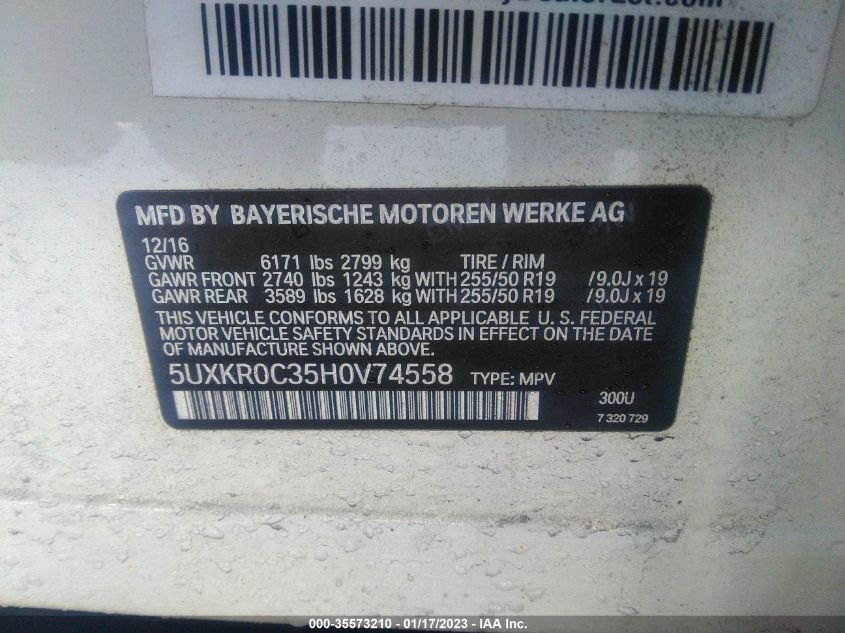 MFD BY BAYERISCHE MOTOREN WERKE AG
12/16
GVWR 6171 lbs 2799 kg TIRE / RIM
GAWR FRONT 2740 lbs 1243 kg WITH 255/50 R19 /9.0J x 19
GAWR REAR 3589 lbs 1628 kg WITH 255/50 R19 /9.0J x 19
THIS VEHICLE CONFORMS TO ALL APPLICABLE U. S. FEDERAL
MOTOR VEHICLE SAFETY STANDARDS IN EFFECT ON THE DATE
OF MANUFACTURE SHOWN ABOVE.
5UXKR0C35H0V74558 TYPE: MPV 300U
7 320 729
000-35573210 - 01/17/2023 - IAA Inc.